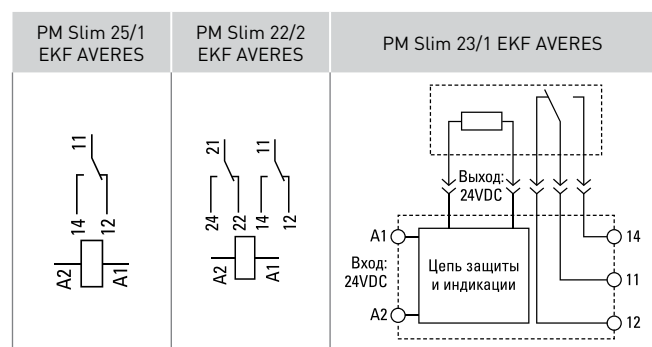 PM Slim 25/1
EKF AVERES
PM Slim 22/2
EKF AVERES
PM Slim 23/1 EKF AVERES
11
14
12
A2
A1
21
11
24
22
14
12
A2
A1
Выход:
24VDC
A1
Вход:
24VDC
A2
Цепь защиты
и индикации
14
11
12